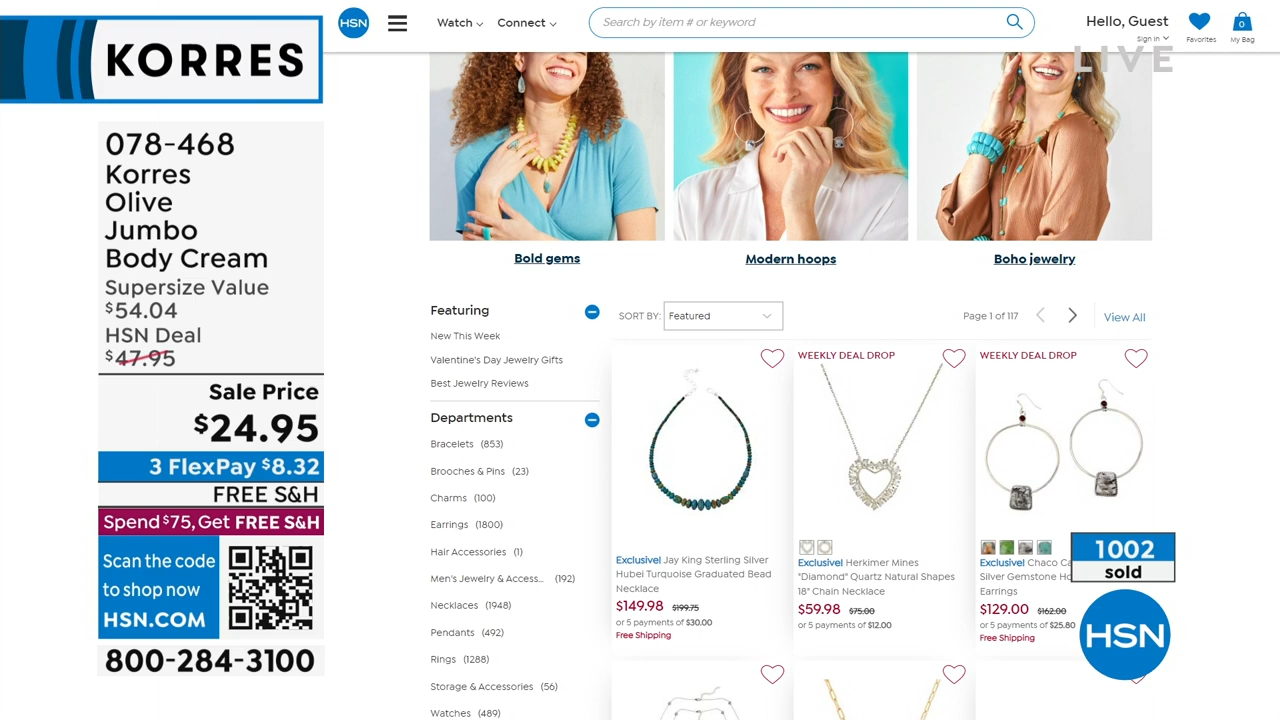 KORRES
078-468
Korres
Olive
Jumbo
Body Cream
Supersize Value
$54.04
HSN Deal
$47.95
Sale Price
$24.95
3 FlexPay $8.32
FREE S&H
Spend $75, Get FREE S&H
Scan the code
to shop now
HSN.COM
800-284-3100
HSN
Watch
Connect
Search by item # or keyword
Hello, Guest
Sign In
Favorites
0
My Bag
LIVE
Bold gems
Modern hoops
Boho jewelry
Featuring
New This Week
Valentine's Day Jewelry Gifts
Best Jewelry Reviews
Departments
Bracelets (853)
Brooches & Pins (23)
Charms (100)
Earrings (1800)
Hair Accessories (1)
Men's Jewelry & Access... (192)
Necklaces (1948)
Pendants (492)
Rings (1288)
Storage & Accessories (56)
Watches (489)
SORT BY: Featured
Page 1 of 117
View All
Exclusive! Jay King Sterling Silver
Hubei Turquoise Graduated Bead
Necklace
$149.98 $199.75
or 5 payments of $30.00
Free Shipping
WEEKLY DEAL DROP
Exclusive! Herkimer Mines
"Diamond" Quartz Natural Shapes
18" Chain Necklace
$59.98 $75.00
or 5 payments of $12.00
WEEKLY DEAL DROP
Exclusive! Chaco
Silver Gemstone
Earrings
$129.00 $162.00
or 5 payments of $25.80
Free Shipping
1002
sold
HSN